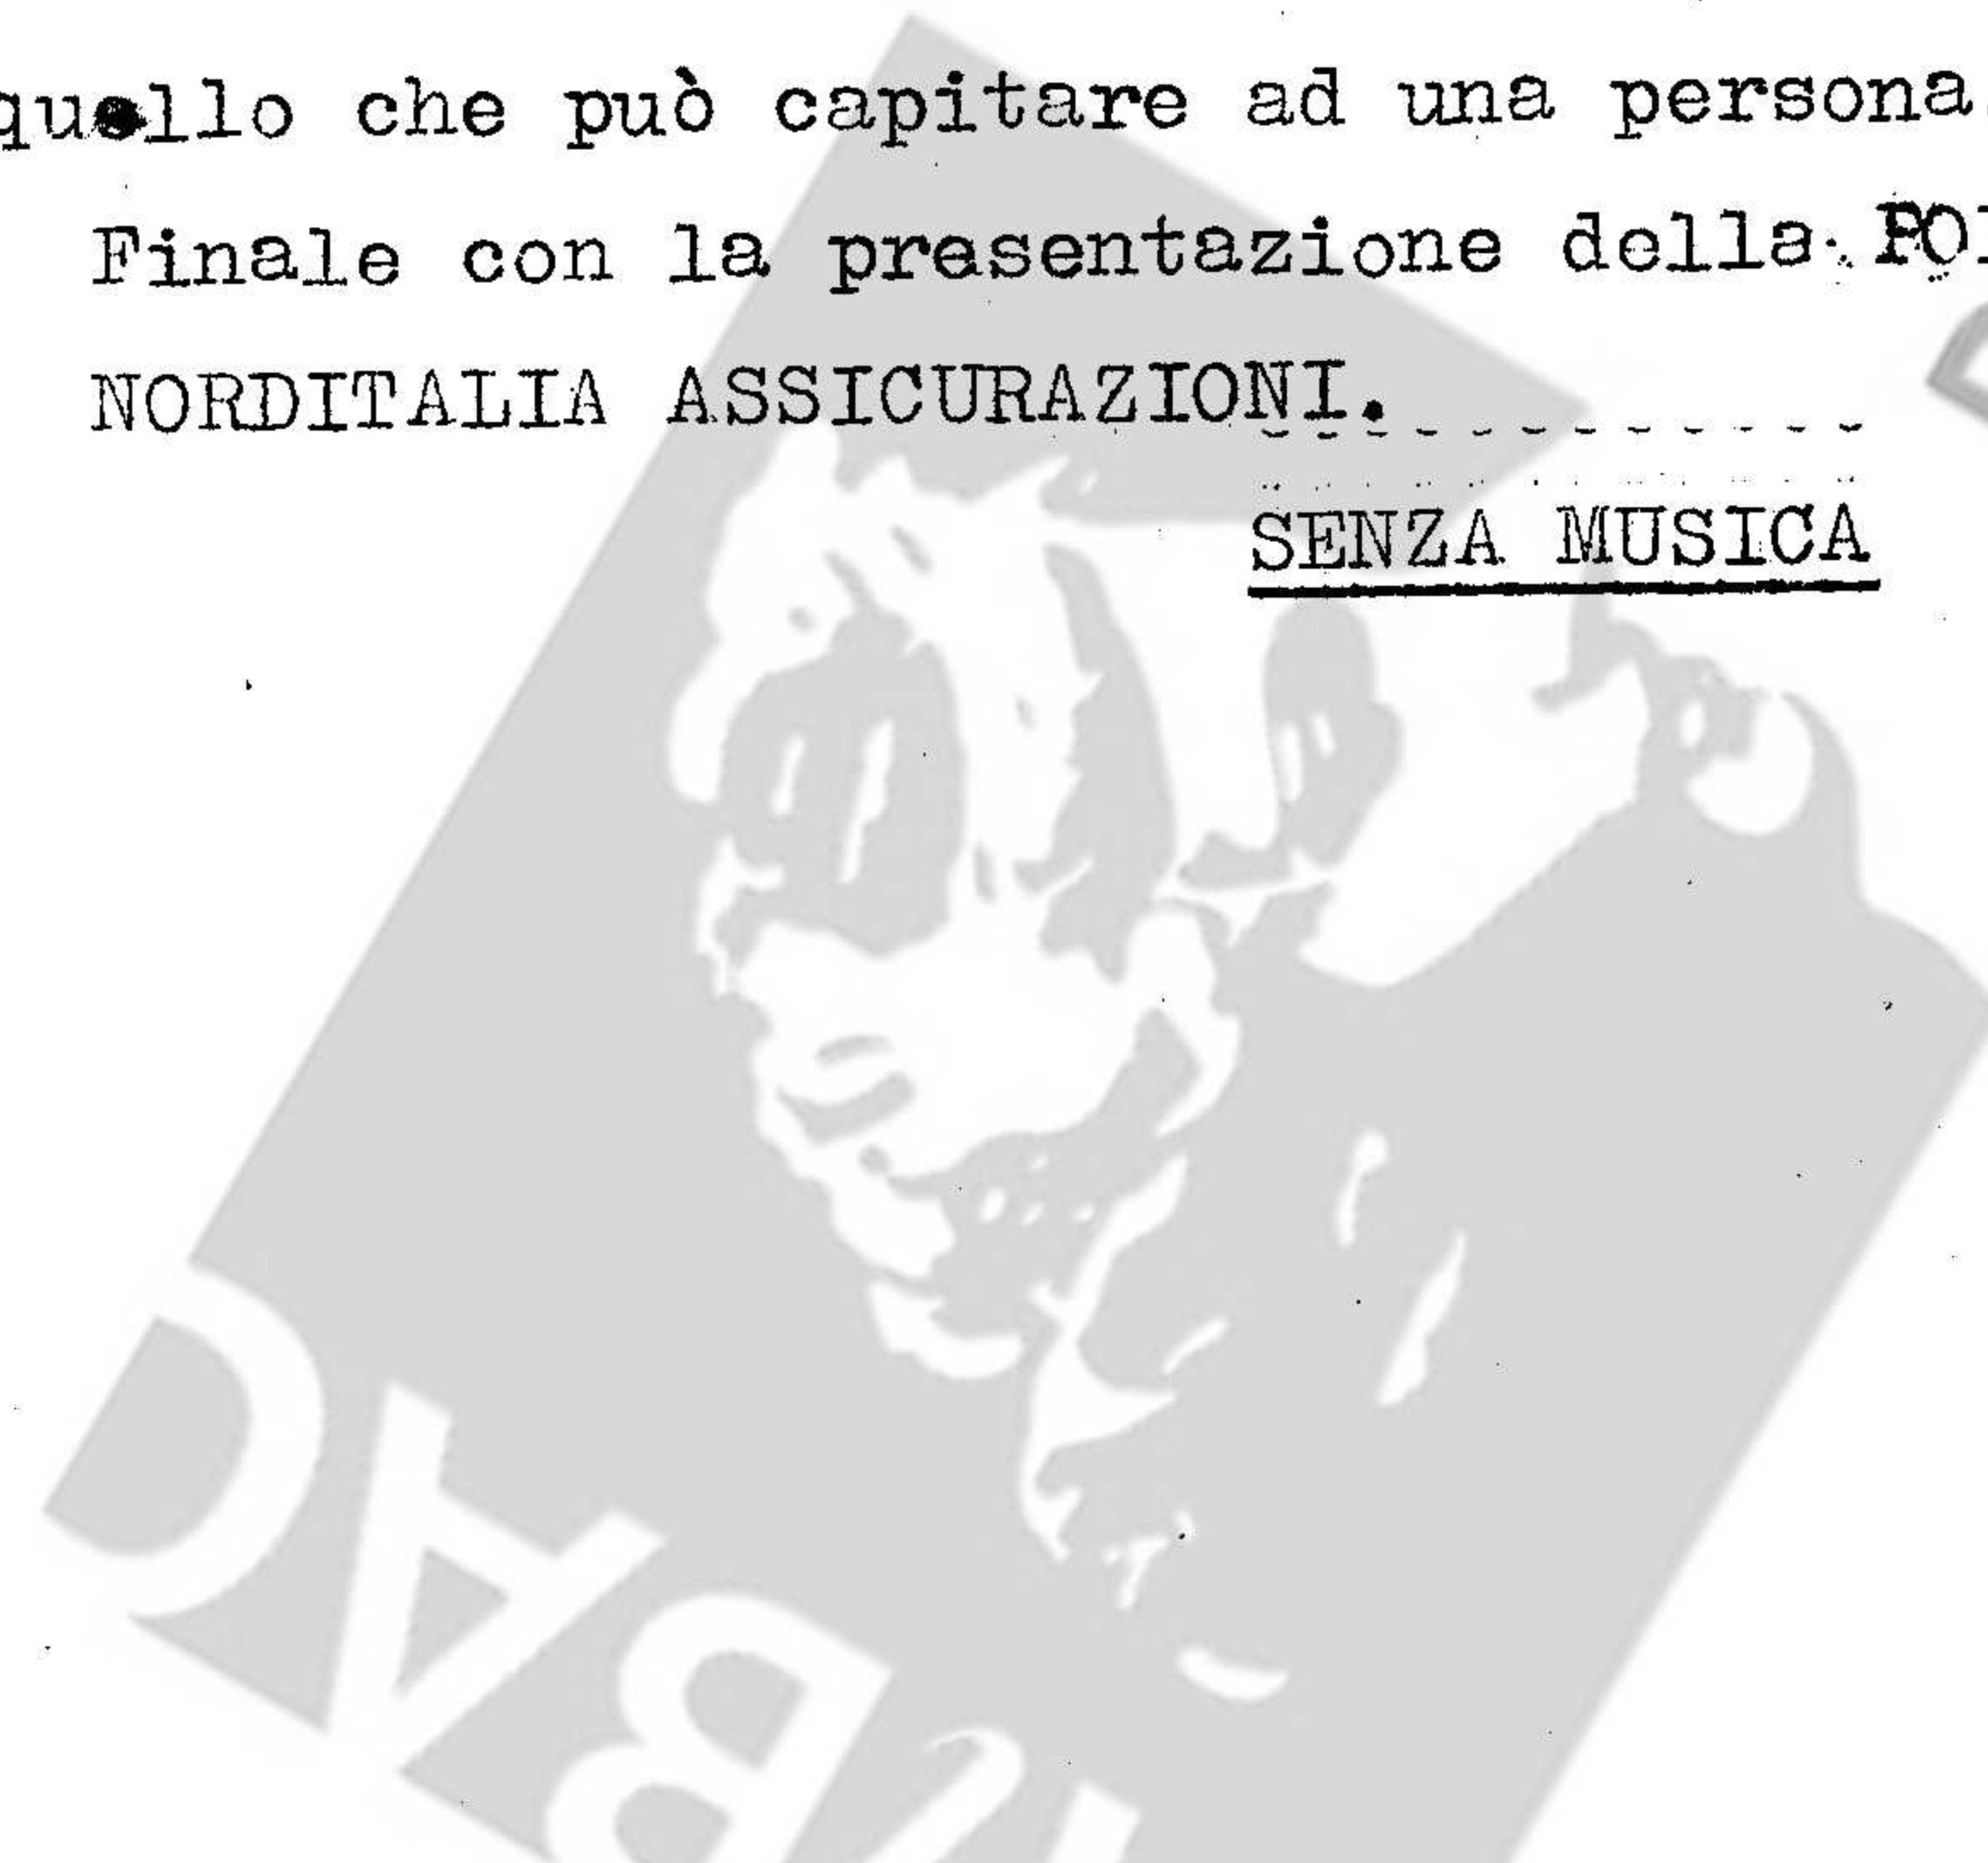 quello che può capitare ad una persona
Finale con la presentazione della
NORDITALIA ASSICURAZIONI.
SENZA MUSICA